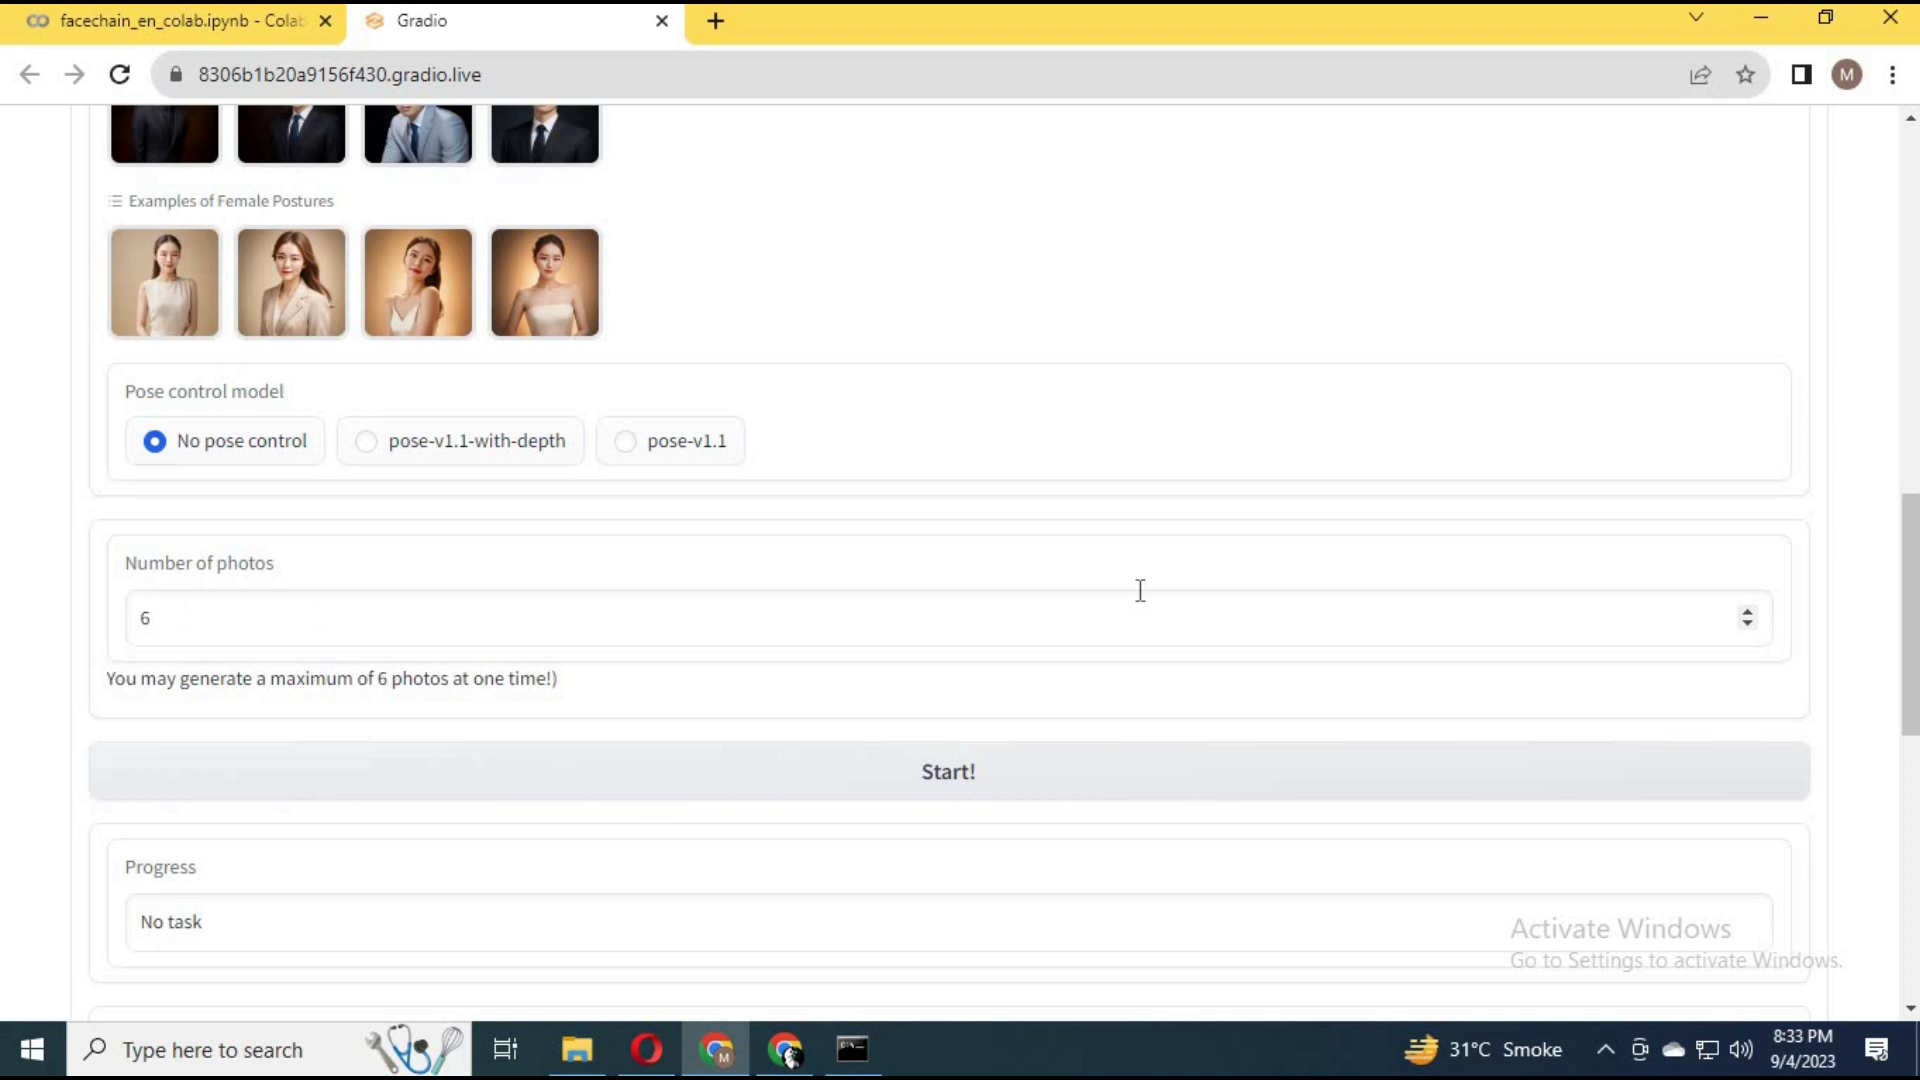 facechain_en_colab.ipynb - Colab
Gradio
8306b1b20a9156f430.gradio.live
M
Examples of Female Postures
Pose control model
No pose control
pose-v1.1-with-depth
pose-v1.1
Number of photos
6
You may generate a maximum of 6 photos at one time!)
Start!
Progress
No task
Activate Windows
Go to Settings to activate Windows.
Type here to search
M
31°C Smoke
8:33 PM
9/4/2023